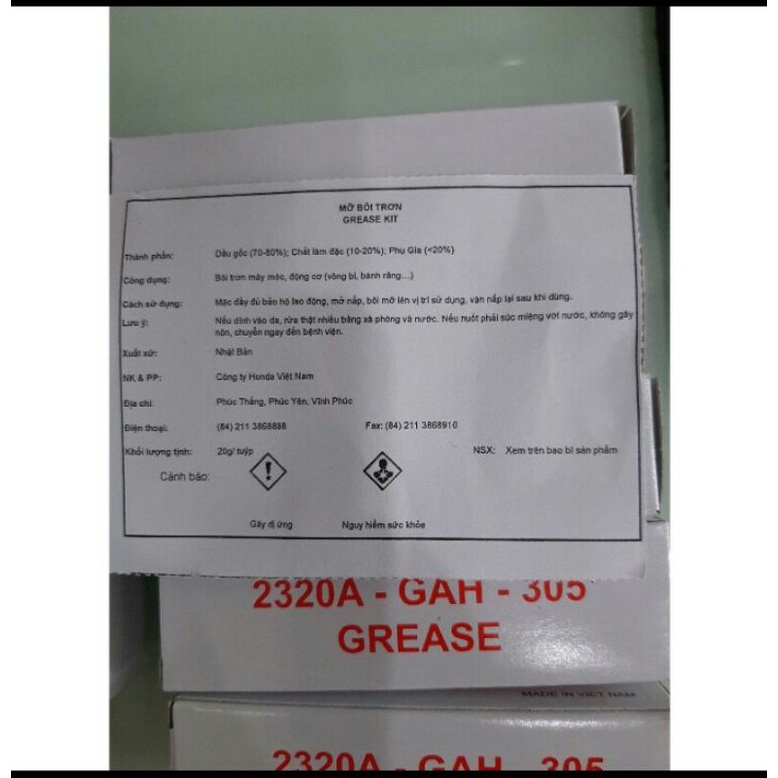 MỠ BÔI TRƠN
GREASE KIT
Thành phần: Dầu gốc (70-80%); Chất làm đặc (10-20%); Phụ Gia (<20%)
Công dụng: Bôi trơn máy móc, động cơ (vòng bi, bánh răng...)
Cách sử dụng: Mặc đầy đủ bảo hộ lao động, mở nắp, bôi mỡ lên vị trí sử dụng, vặn nắp lại sau khi dùng.
Lưu ý: Nếu dính vào da, rửa thật nhiều bằng xà phòng và nước. Nếu nuốt phải súc miệng với nước, không gây
nôn, chuyển ngay đến bệnh viện.
Xuất xứ: Nhật Bản
NK & PP: Công ty Honda Việt Nam
Địa chỉ: Phúc Thắng, Phúc Yên, Vĩnh Phúc
Điện thoại: (84) 211 3868888 Fax: (84) 211 3868910
Khối lượng tịnh: 20g/ tuýp NSX: Xem trên bao bì sản phẩm
Cảnh báo:
Gây dị ứng Nguy hiểm sức khỏe
2320A - GAH - 305
GREASE
MADE IN VIET NAM
2320A - GAH - 305